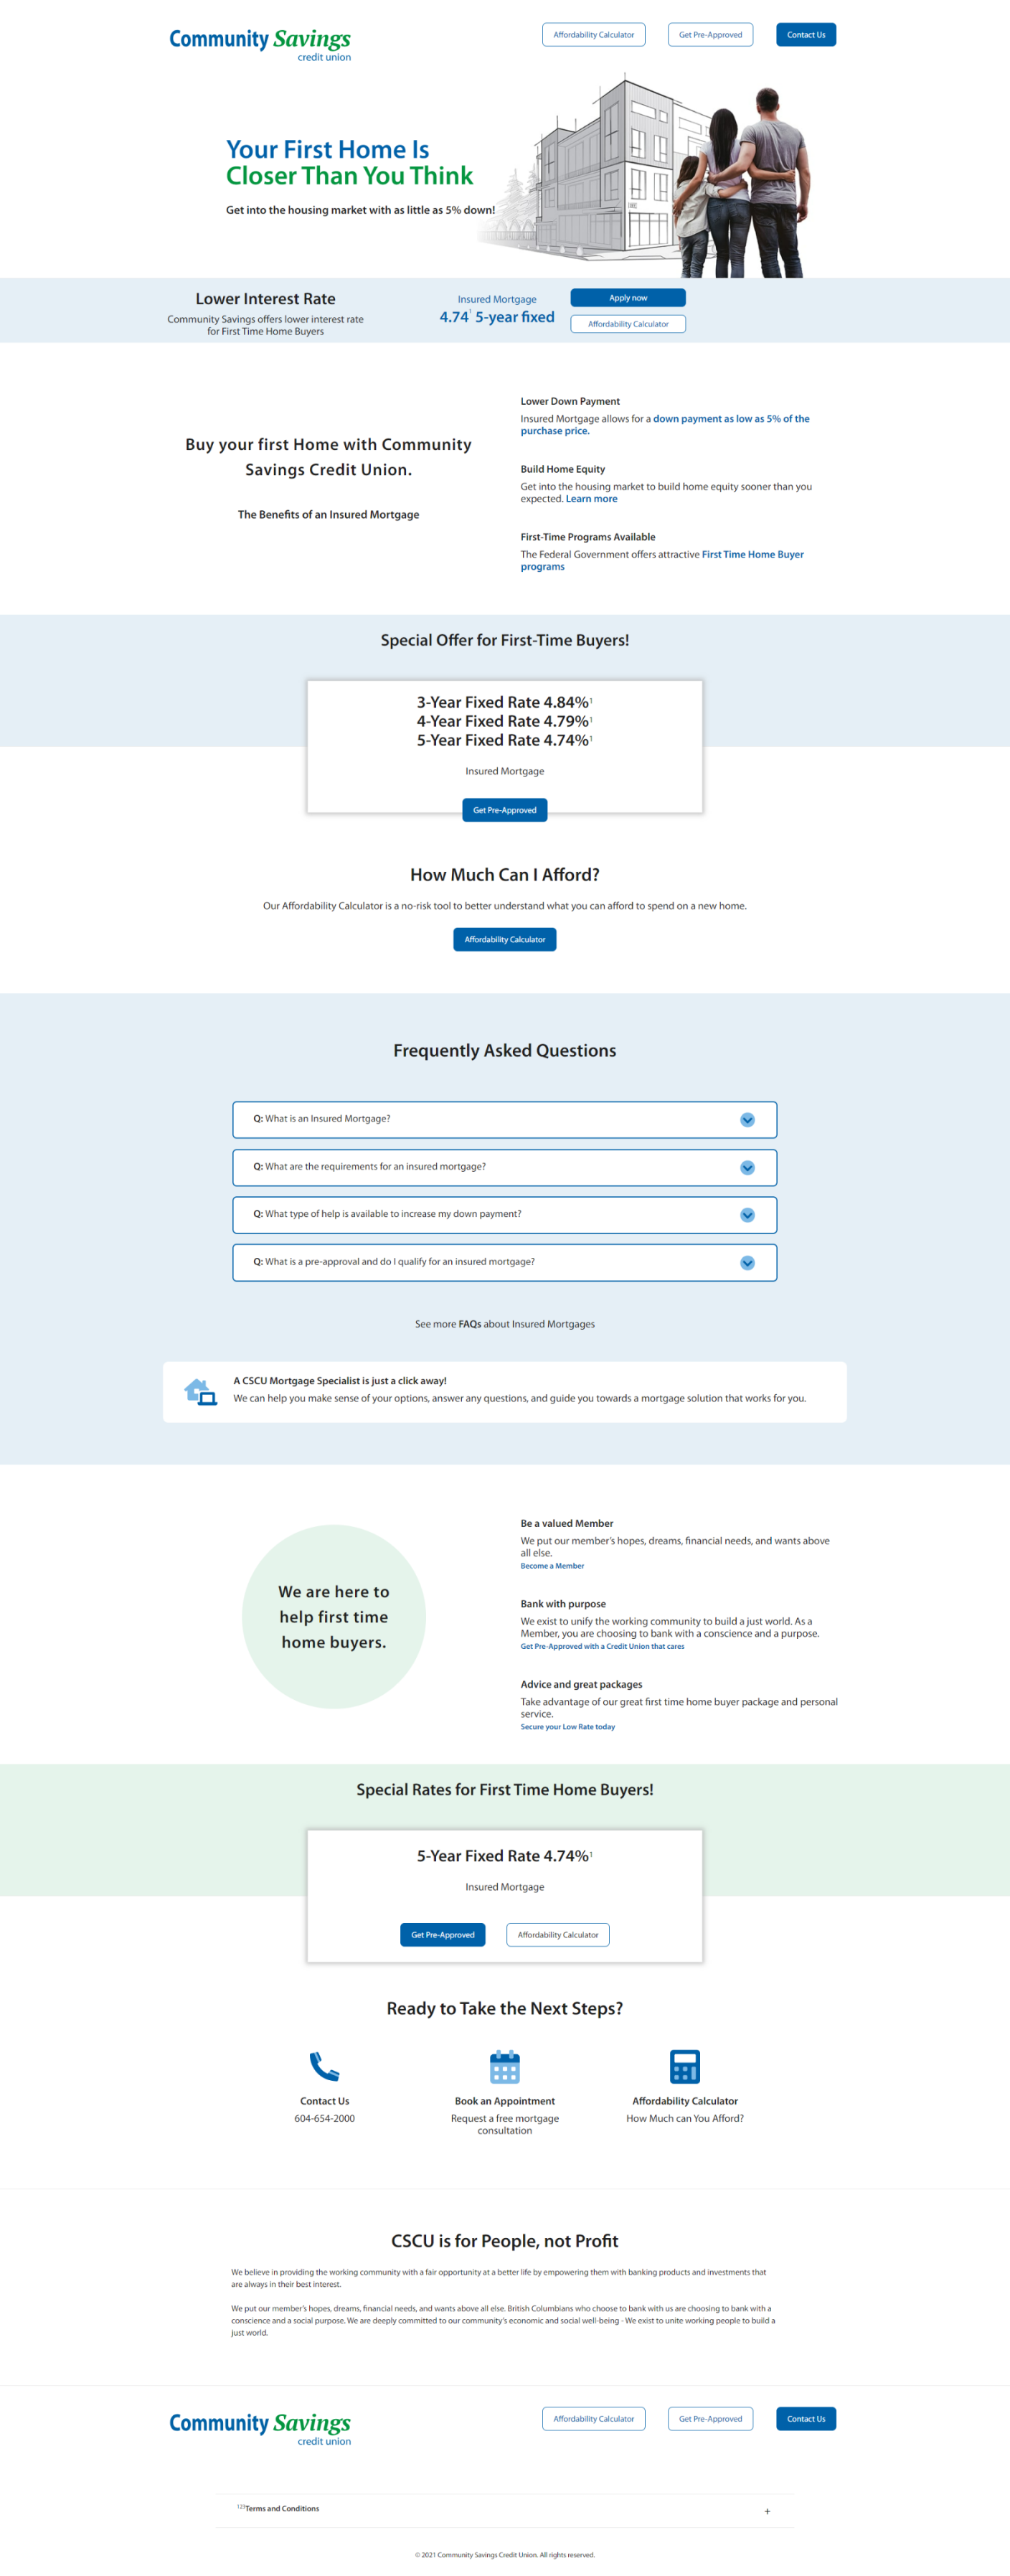 Community Savings
credit union
Affordability Calculator
Get Pre-Approved
Contact Us
Your First Home Is
Closer Than You Think
Get into the housing market with as little as 5% down!
Lower Interest Rate
Community Savings offers lower interest rate
for First Time Home Buyers
Insured Mortgage
4.74¹ 5-year fixed
Apply now
Affordability Calculator
Buy your first Home with Community
Savings Credit Union.
The Benefits of an Insured Mortgage
Lower Down Payment
Insured Mortgage allows for a down payment as low as 5% of the
purchase price.
Build Home Equity
Get into the housing market to build home equity sooner than you
expected. Learn more
First-Time Programs Available
The Federal Government offers attractive First Time Home Buyer
programs
Special Offer for First-Time Buyers!
3-Year Fixed Rate 4.84%¹
4-Year Fixed Rate 4.79%¹
5-Year Fixed Rate 4.74%¹
Insured Mortgage
Get Pre-Approved
How Much Can I Afford?
Our Affordability Calculator is a no-risk tool to better understand what you can afford to spend on a new home.
Affordability Calculator
Frequently Asked Questions
Q: What is an Insured Mortgage?
Q: What are the requirements for an insured mortgage?
Q: What type of help is available to increase my down payment?
Q: What is a pre-approval and do I qualify for an insured mortgage?
See more FAQs about Insured Mortgages
A CSCU Mortgage Specialist is just a click away!
We can help you make sense of your options, answer any questions, and guide you towards a mortgage solution that works for you.
We are here to
help first time
home buyers.
Be a valued Member
We put our member's hopes, dreams, financial needs, and wants above
all else.
Become a Member
Bank with purpose
We exist to unify the working community to build a just world. As a
Member, you are choosing to bank with a conscience and a purpose.
Get Pre-Approved with a Credit Union that cares
Advice and great packages
Take advantage of our great first time home buyer package and personal
service.
Secure your Low Rate today
Special Rates for First Time Home Buyers!
5-Year Fixed Rate 4.74%¹
Insured Mortgage
Get Pre-Approved
Affordability Calculator
Ready to Take the Next Steps?
Contact Us
604-654-2000
Book an Appointment
Request a free mortgage
consultation
Affordability Calculator
How Much can You Afford?
CSCU is for People, not Profit
We believe in providing the working community with a fair opportunity at a better life by empowering them with banking products and investments that
are always in their best interest.
We put our member's hopes, dreams, financial needs, and wants above all else. British Columbians who choose to bank with us are choosing to bank with a
conscience and a social purpose. We are deeply committed to our community's economic and social well-being - We exist to unite working people to build a
just world.
Community Savings
credit union
Affordability Calculator
Get Pre-Approved
Contact Us
¹²³Terms and Conditions
+
© 2021 Community Savings Credit Union. All rights reserved.